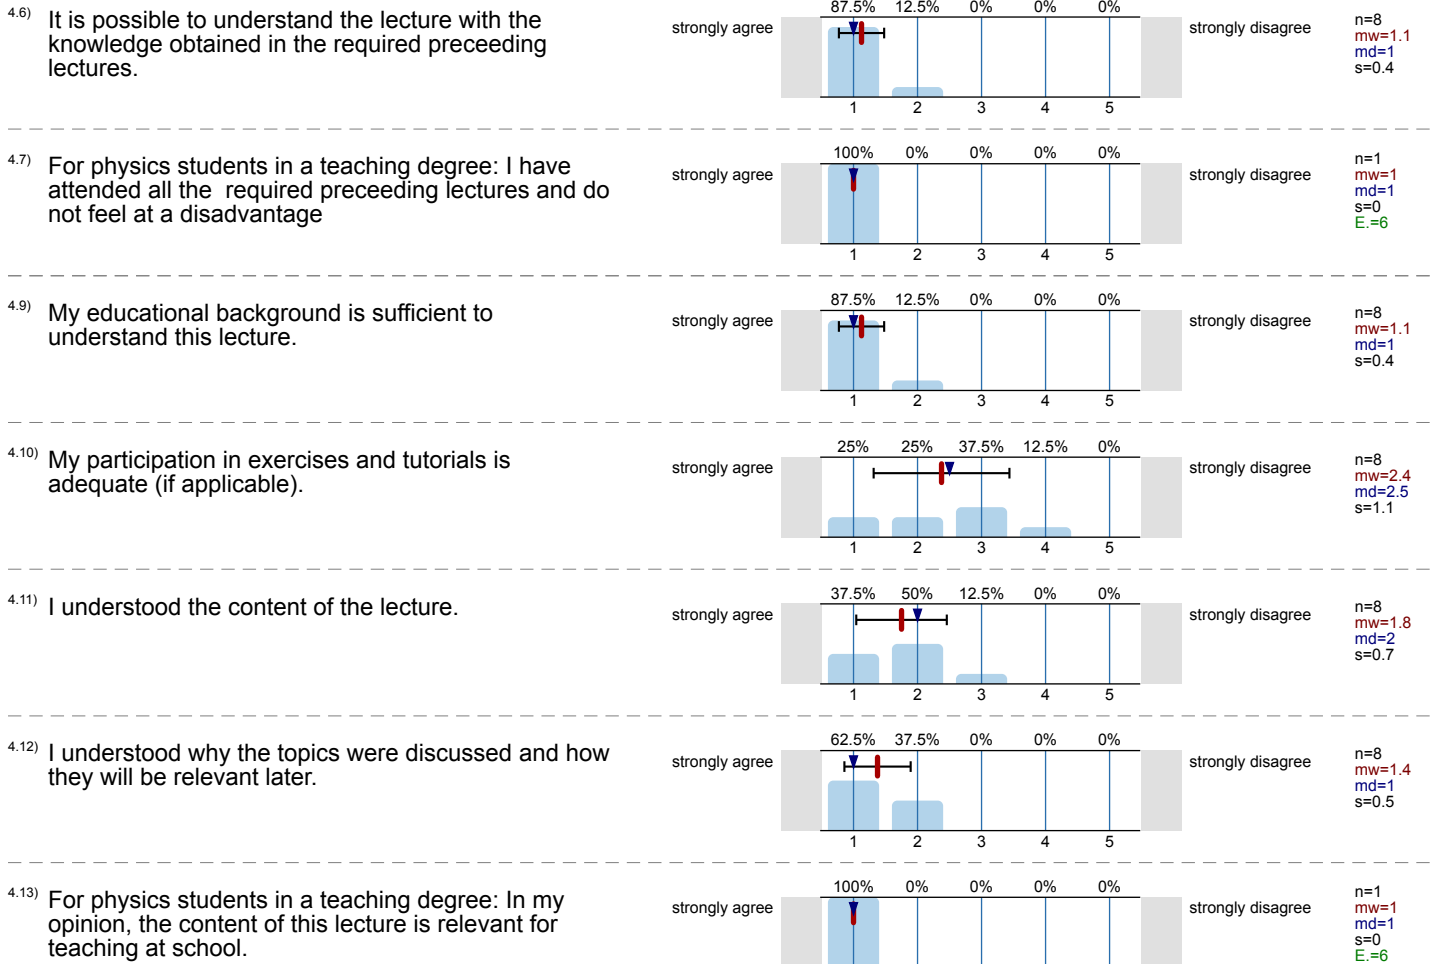 4.6) It is possible to understand the lecture with the
knowledge obtained in the required preceeding
lectures.
strongly agree
87.5% 12.5% 0% 0% 0%
1 2 3 4 5
strongly disagree
n=8
mw=1.1
md=1
s=0.4
4.7) For physics students in a teaching degree: I have
attended all the required preceeding lectures and do
not feel at a disadvantage
strongly agree
100% 0% 0% 0% 0%
1 2 3 4 5
strongly disagree
n=1
mw=1
md=1
s=0
E.=6
4.9) My educational background is sufficient to
understand this lecture.
strongly agree
87.5% 12.5% 0% 0% 0%
1 2 3 4 5
strongly disagree
n=8
mw=1.1
md=1
s=0.4
4.10) My participation in exercises and tutorials is
adequate (if applicable).
strongly agree
25% 25% 37.5% 12.5% 0%
1 2 3 4 5
strongly disagree
n=8
mw=2.4
md=2.5
s=1.1
4.11) I understood the content of the lecture.
strongly agree
37.5% 50% 12.5% 0% 0%
1 2 3 4 5
strongly disagree
n=8
mw=1.8
md=2
s=0.7
4.12) I understood why the topics were discussed and how
they will be relevant later.
strongly agree
62.5% 37.5% 0% 0% 0%
1 2 3 4 5
strongly disagree
n=8
mw=1.4
md=1
s=0.5
4.13) For physics students in a teaching degree: In my
opinion, the content of this lecture is relevant for
teaching at school.
strongly agree
100% 0% 0% 0% 0%
strongly disagree
n=1
mw=1
md=1
s=0
E.=6